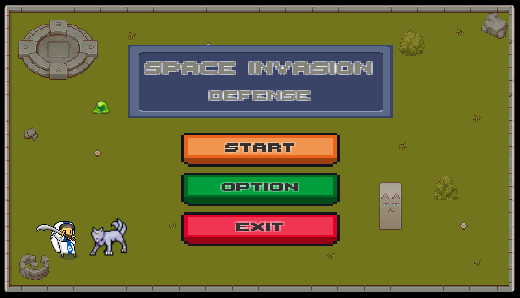 SPACE INVASION
DEFENSE
START
OPTION
EXIT